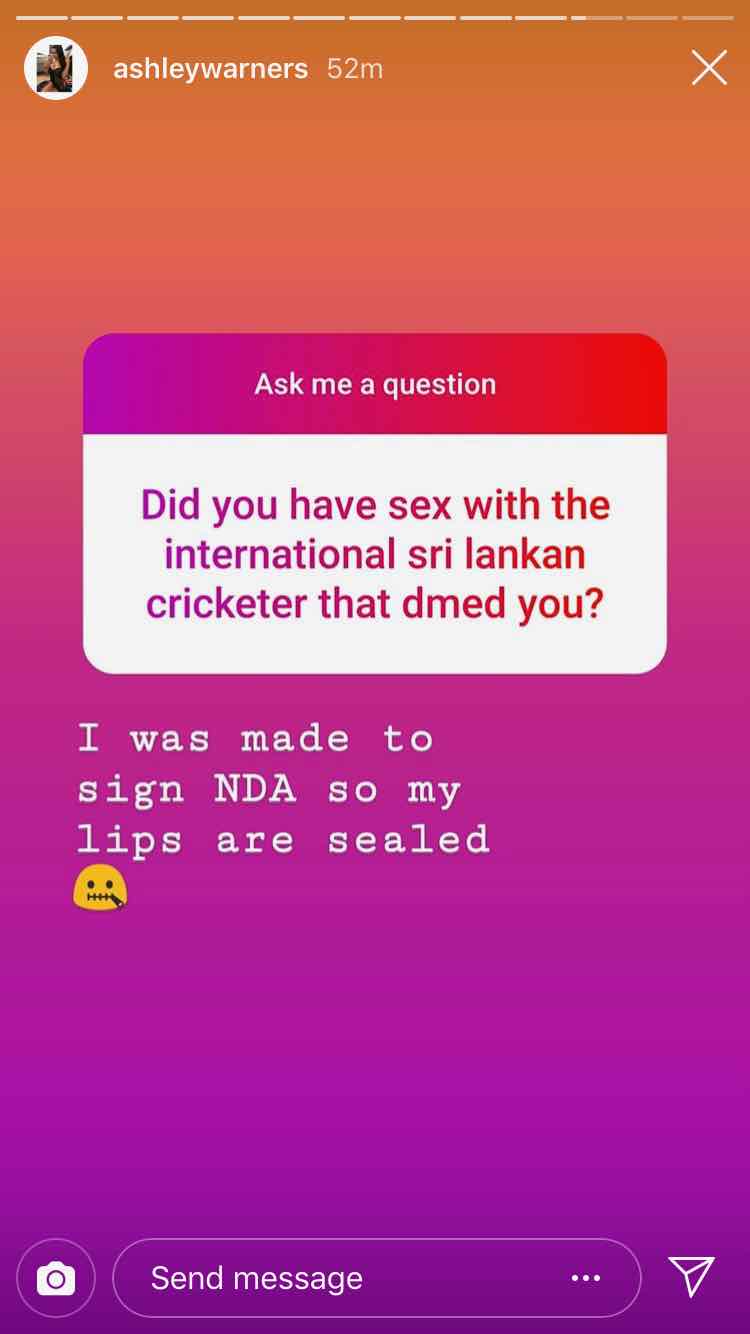 ashleywarners 52m
Ask me a question
Did you have sex with the
international sri lankan
cricketer that dmed you?
I was made to
sign NDA so my
lips are sealed
🤐
Send message